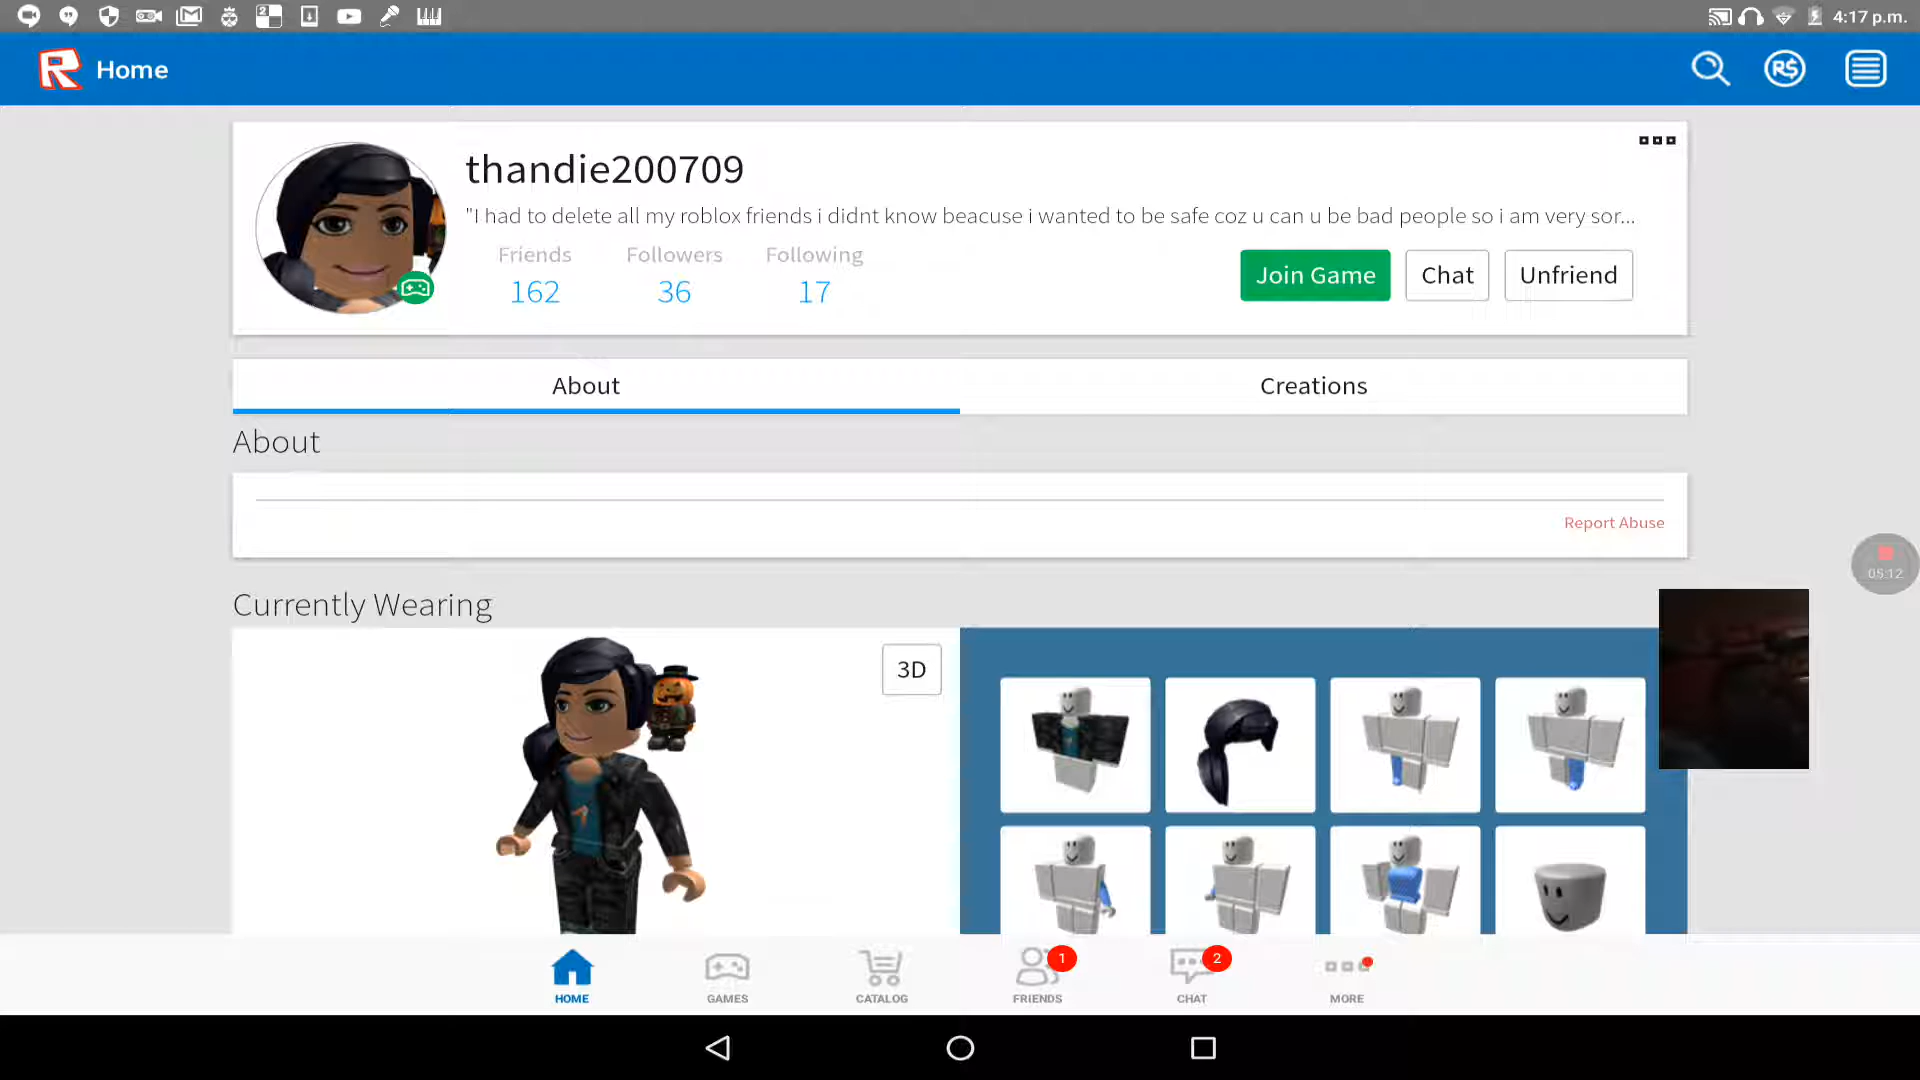 4:17 p.m.
Home
R$
thandie200709
"I had to delete all my roblox friends i didnt know beacuse i wanted to be safe coz u can u be bad people so i am very sor...
Friends Followers Following
162 36 17
Join Game Chat Unfriend
About Creations
About
Report Abuse
05:12
Currently Wearing
3D
1 2
HOME GAMES CATALOG FRIENDS CHAT MORE